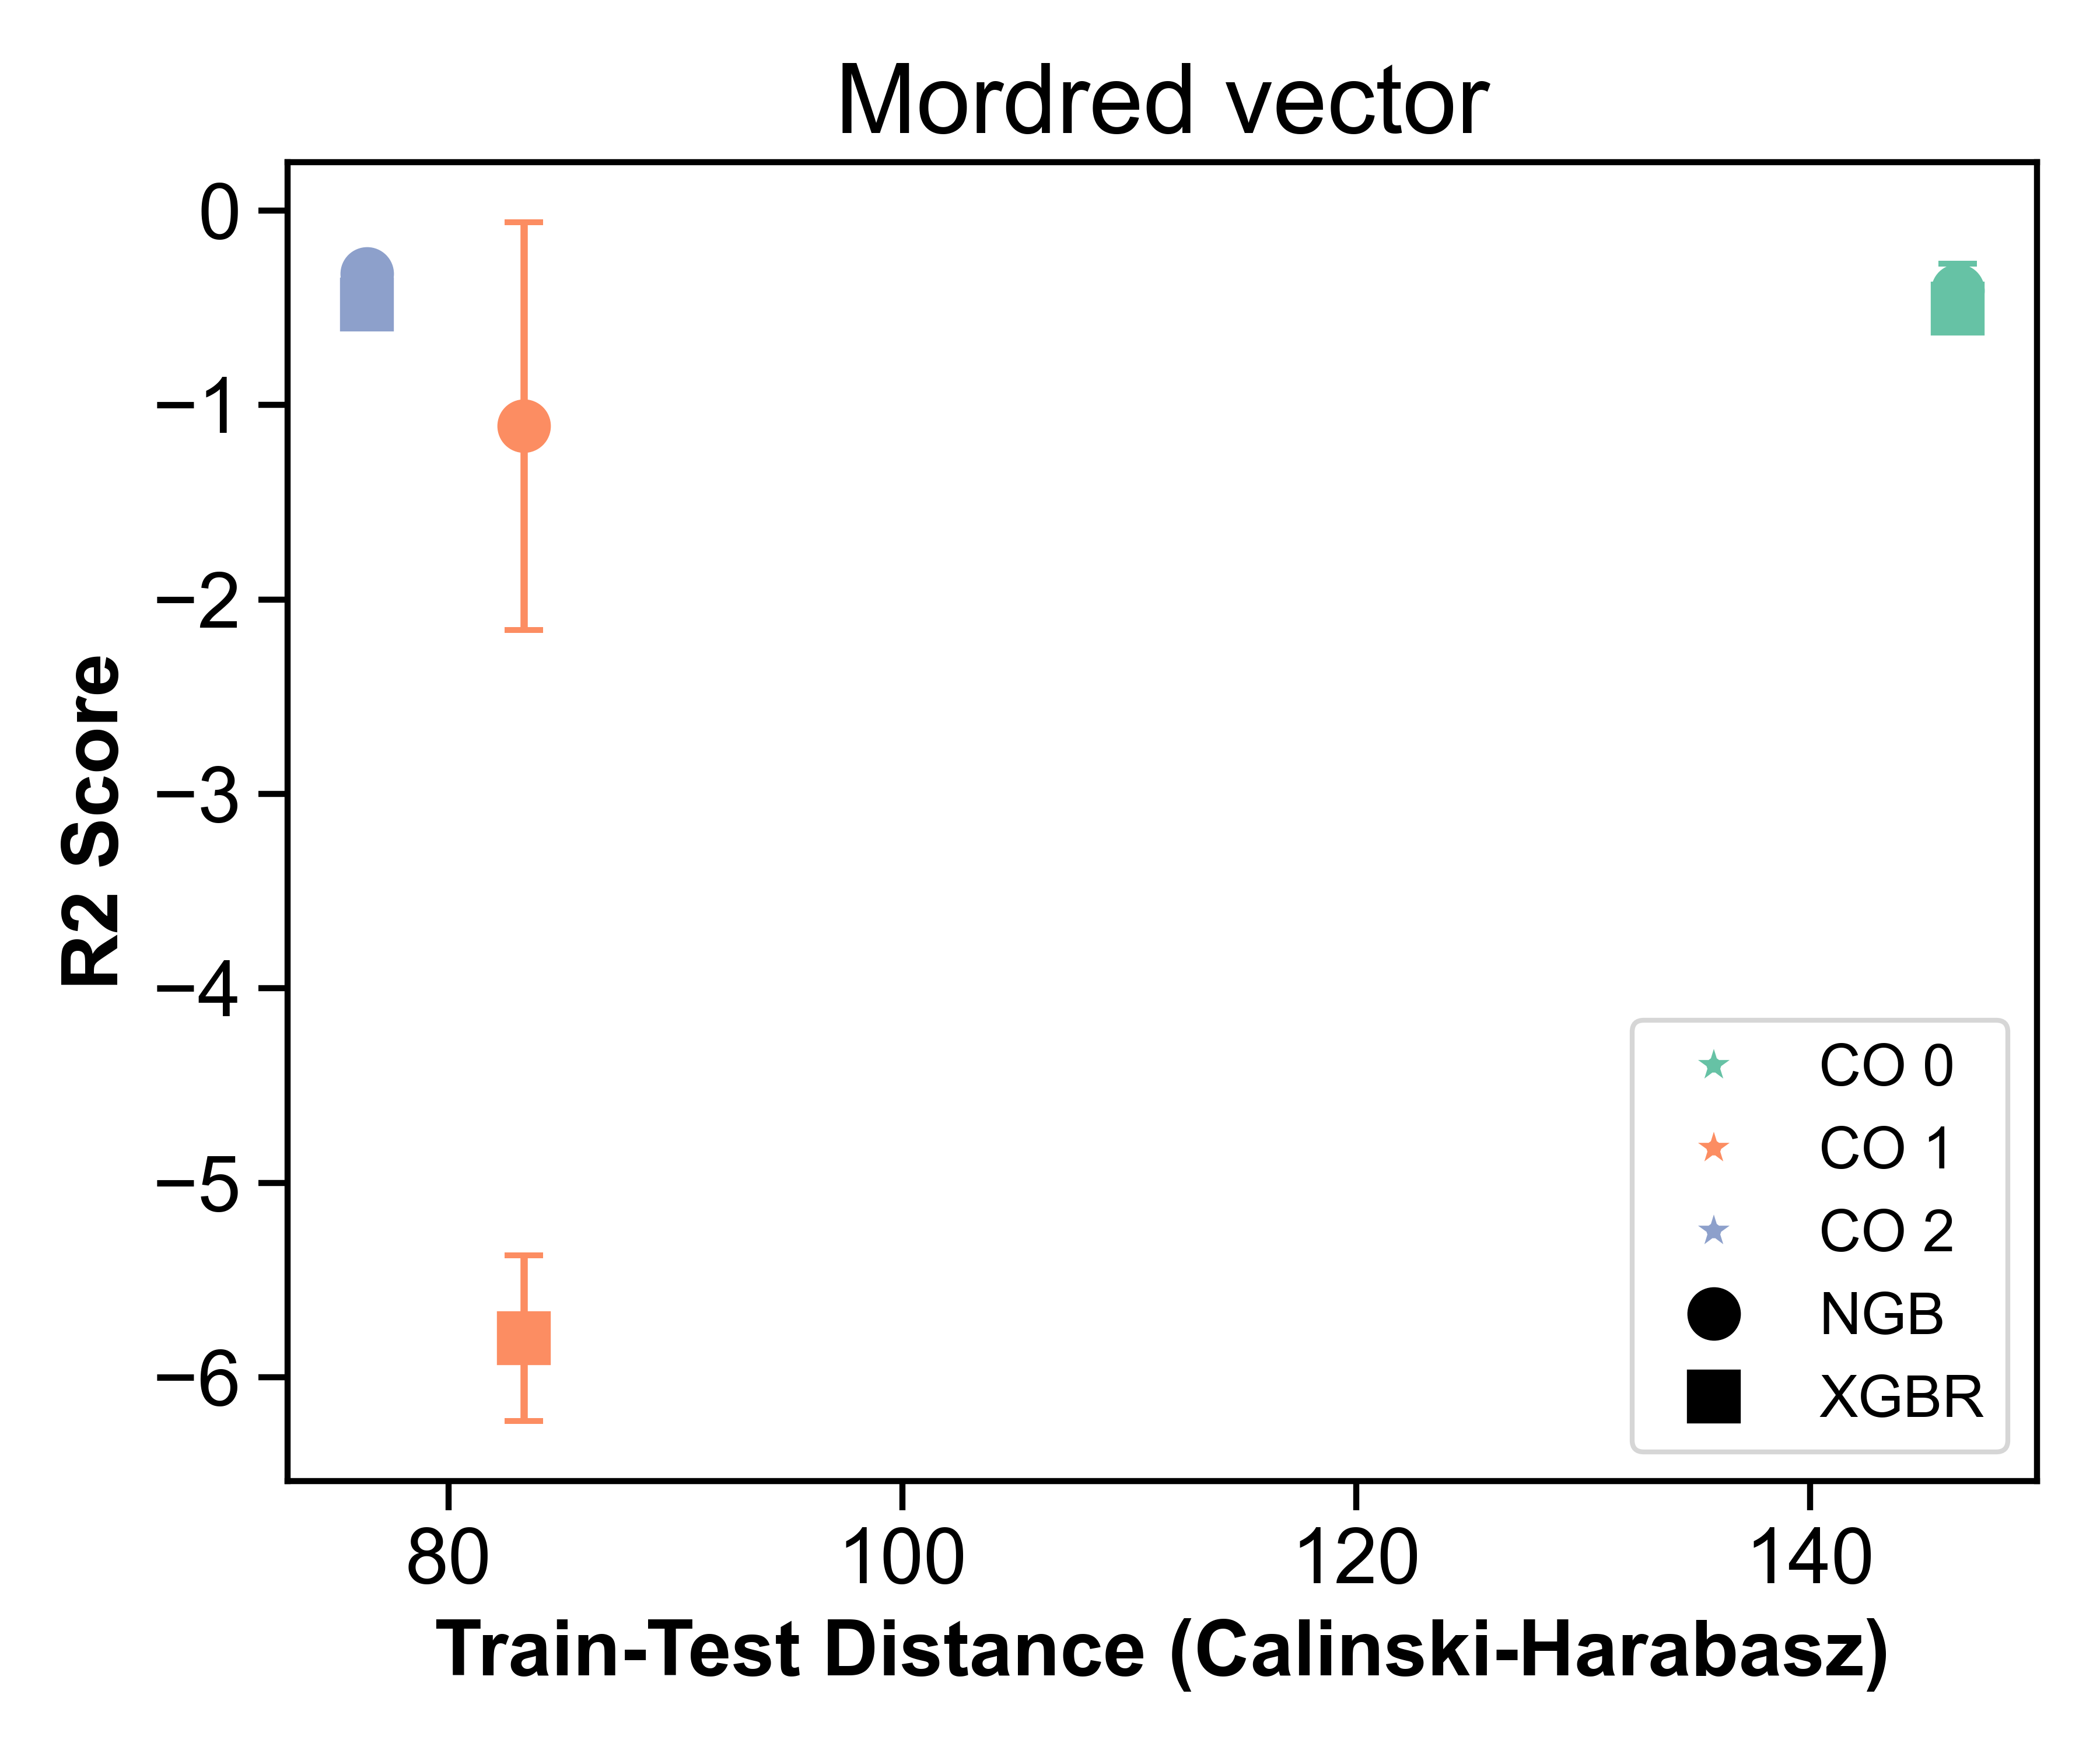 Mordred vector
R2 Score
0
−1
−2
−3
−4
−5
−6
CO 0
CO 1
CO 2
NGB
XGBR
80 100 120 140
Train-Test Distance (Calinski-Harabasz)